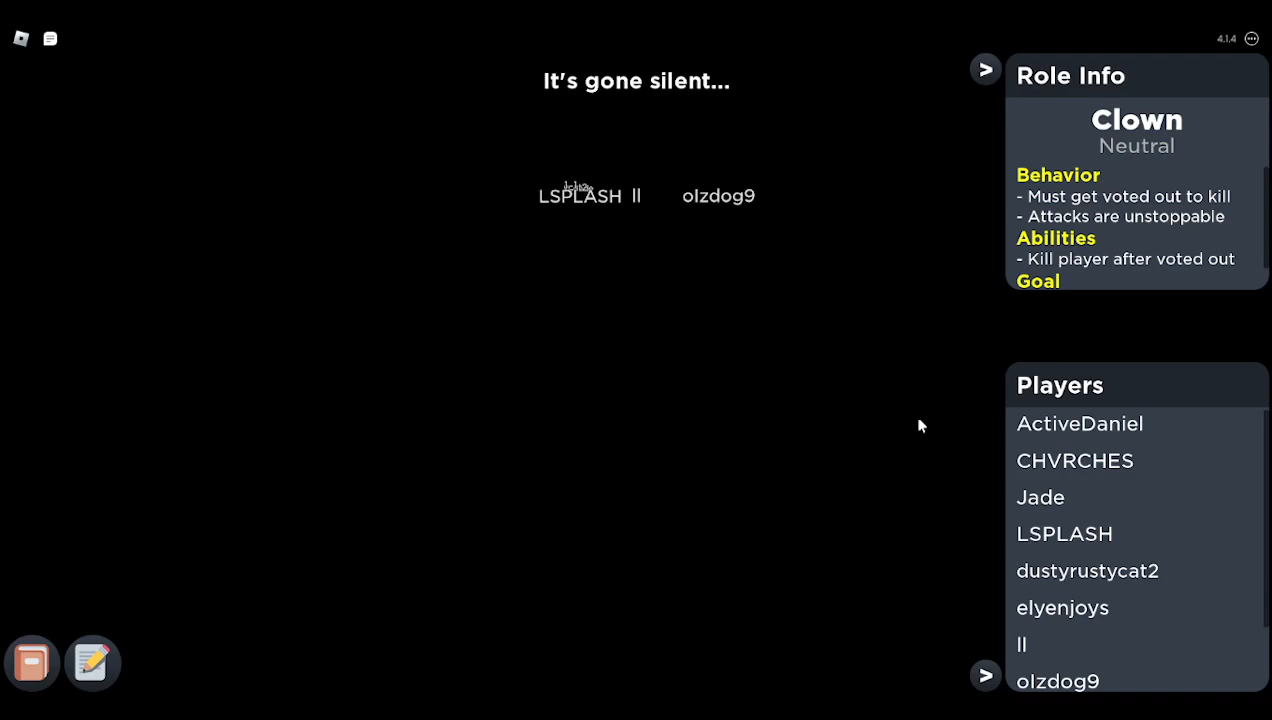 4.1.4
It's gone silent...
LSPLASH ll olzdog9
> Role Info
Clown
Neutral
Behavior
- Must get voted out to kill
- Attacks are unstoppable
Abilities
- Kill player after voted out
Goal
Players
ActiveDaniel
CHVRCHES
Jade
LSPLASH
dustyrustycat2
elyenjoys
ll
> olzdog9